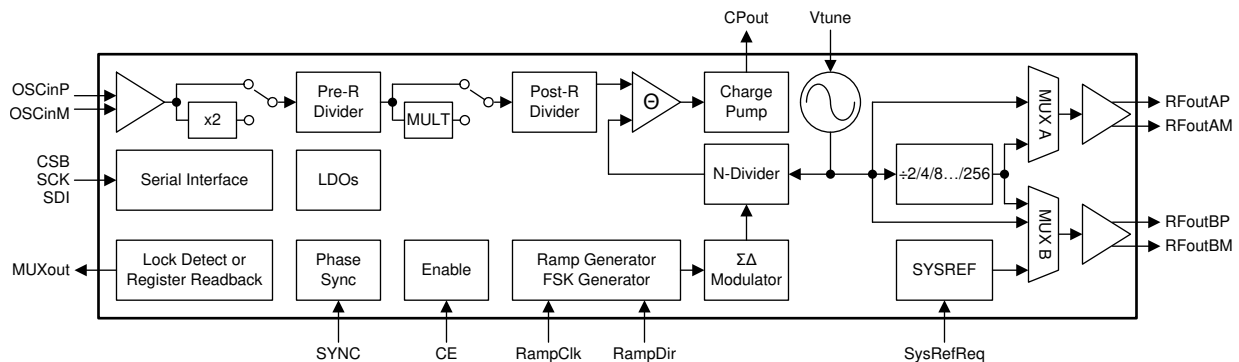 CPout
Vtune
OSCinP
OSCinM
x2
Pre-R
Divider
MULT
Post-R
Divider
Θ
Charge
Pump
MUX A
RFoutAP
RFoutAM
CSB
SCK
SDI
Serial Interface
LDOs
N-Divider
÷2/4/8…/256
MUX B
RFoutBP
RFoutBM
MUXout
Lock Detect or
Register Readback
Phase
Sync
Enable
Ramp Generator
FSK Generator
ΣΔ
Modulator
SYSREF
SYNC
CE
RampClk
RampDir
SysRefReq